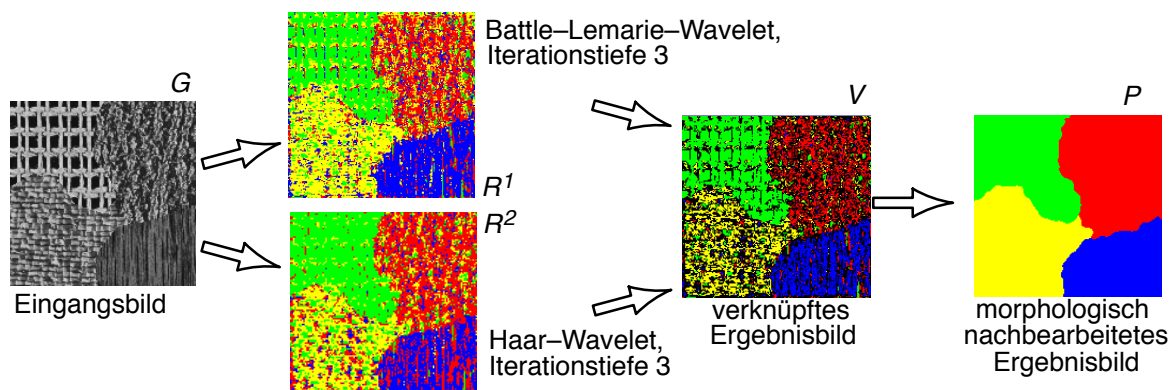 Battle–Lemarie–Wavelet,
Iterationstiefe 3
G
V
P
R1
R2
Eingangsbild
Haar–Wavelet,
Iterationstiefe 3
verknüpftes
Ergebnisbild
morphologisch
nachbearbeitetes
Ergebnisbild